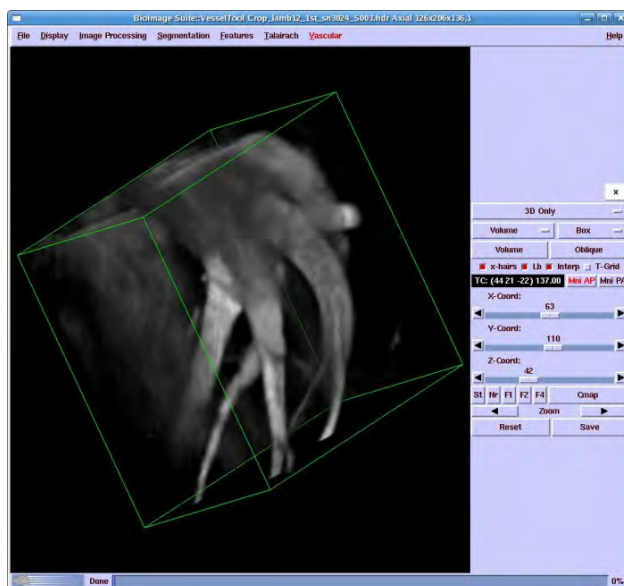 BioImage Suite::VesselTool Crop_lamb12_1st_sn3024_S003.hdr Axial 126x206x136,1
File Display Image Processing Segmentation Features Talairach Vascular Help
x
3D Only
Volume Box
Volume Oblique
x-hairs Lb Interp T-Grid
TC: (44 21 -22) 137.00 Mni AP Mni PA
X-Coord:
63
Y-Coord:
110
Z-Coord:
42
St Nr F1 F2 F4 Cmap
Zoom
Reset Save
Done 0%